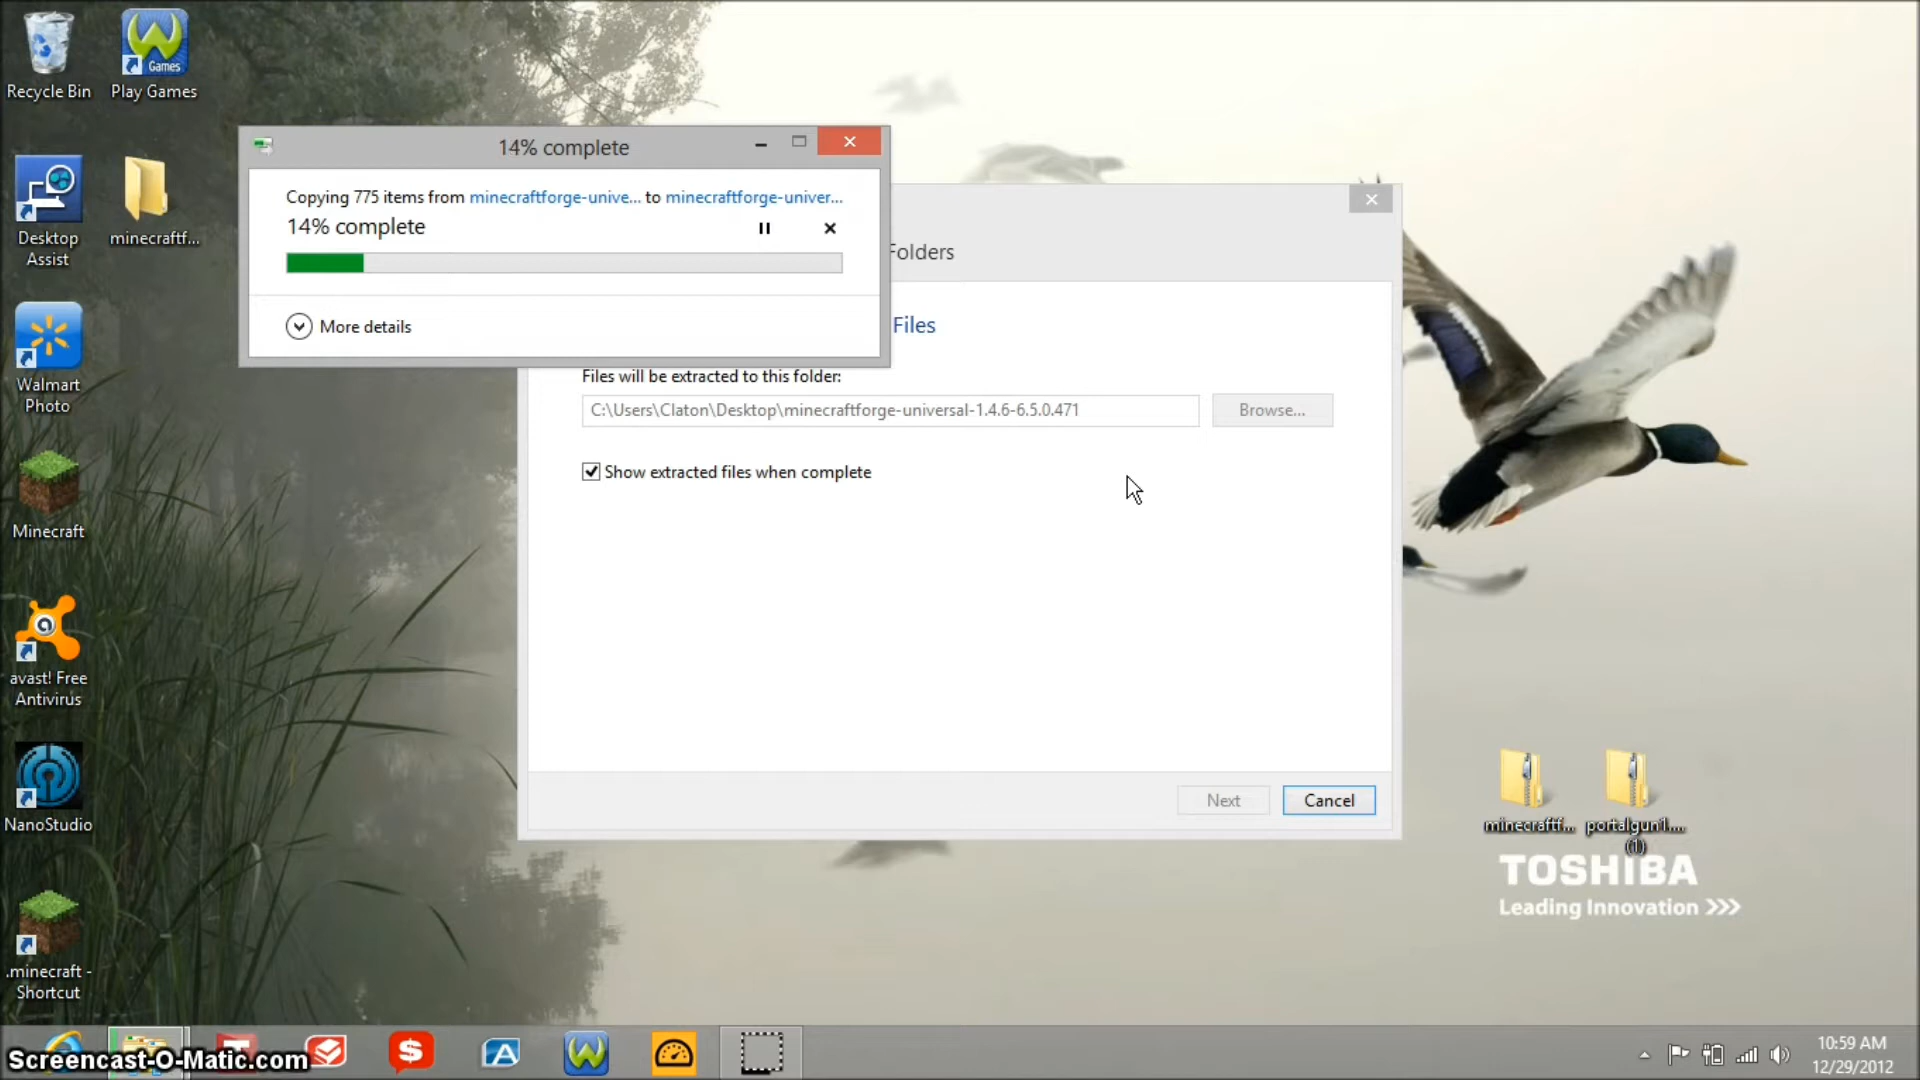 Recycle Bin
Games
Play Games
Desktop
Assist
minecraftf...
Walmart
Photo
Minecraft
avast! Free
Antivirus
NanoStudio
.minecraft -
Shortcut
14% complete
Copying 775 items from minecraftforge-unive... to minecraftforge-univer...
14% complete
More details
Folders
Files
Files will be extracted to this folder:
C:\Users\Claton\Desktop\minecraftforge-universal-1.4.6-6.5.0.471
Browse...
Show extracted files when complete
Next
Cancel
minecraftf...
portalgun1....
(1)
TOSHIBA
Leading Innovation >>>
Screencast-O-Matic.com
10:59 AM
12/29/2012